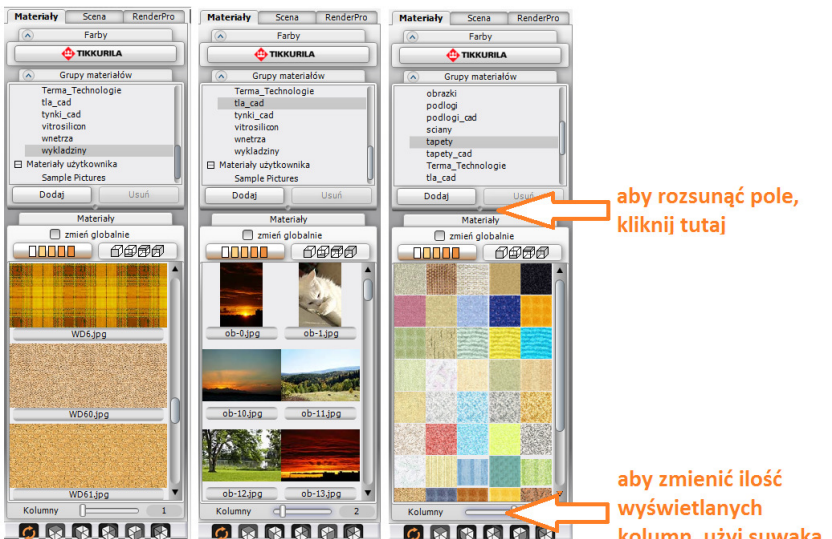 Materiały Scena RenderPro
Farby
TIKKURILA
Grupy materiałów
Terma_Technologie
tla_cad
tynki_cad
vitrosilicon
wnetrza
wykladziny
Materiały użytkownika
Sample Pictures
Dodaj Usuń
Materiały
zmień globalnie
WD6.jpg
WD60.jpg
WD61.jpg
Kolumny 1
Materiały Scena RenderPro
Farby
TIKKURILA
Grupy materiałów
Terma_Technologie
tla_cad
tynki_cad
vitrosilicon
wnetrza
wykladziny
Materiały użytkownika
Sample Pictures
Dodaj Usuń
Materiały
zmień globalnie
ob-0.jpg ob-1.jpg
ob-10.jpg ob-11.jpg
ob-12.jpg ob-13.jpg
Kolumny 2
Materiały Scena RenderPro
Farby
TIKKURILA
Grupy materiałów
obrazki
podlogi
podlogi_cad
sciany
tapety
tapety_cad
Terma_Technologie
tla_cad
Dodaj Usuń
Materiały
zmień globalnie
Kolumny
aby rozsunąć pole,
kliknij tutaj
aby zmienić ilość
wyświetlanych
kolumn, użyj suwaka